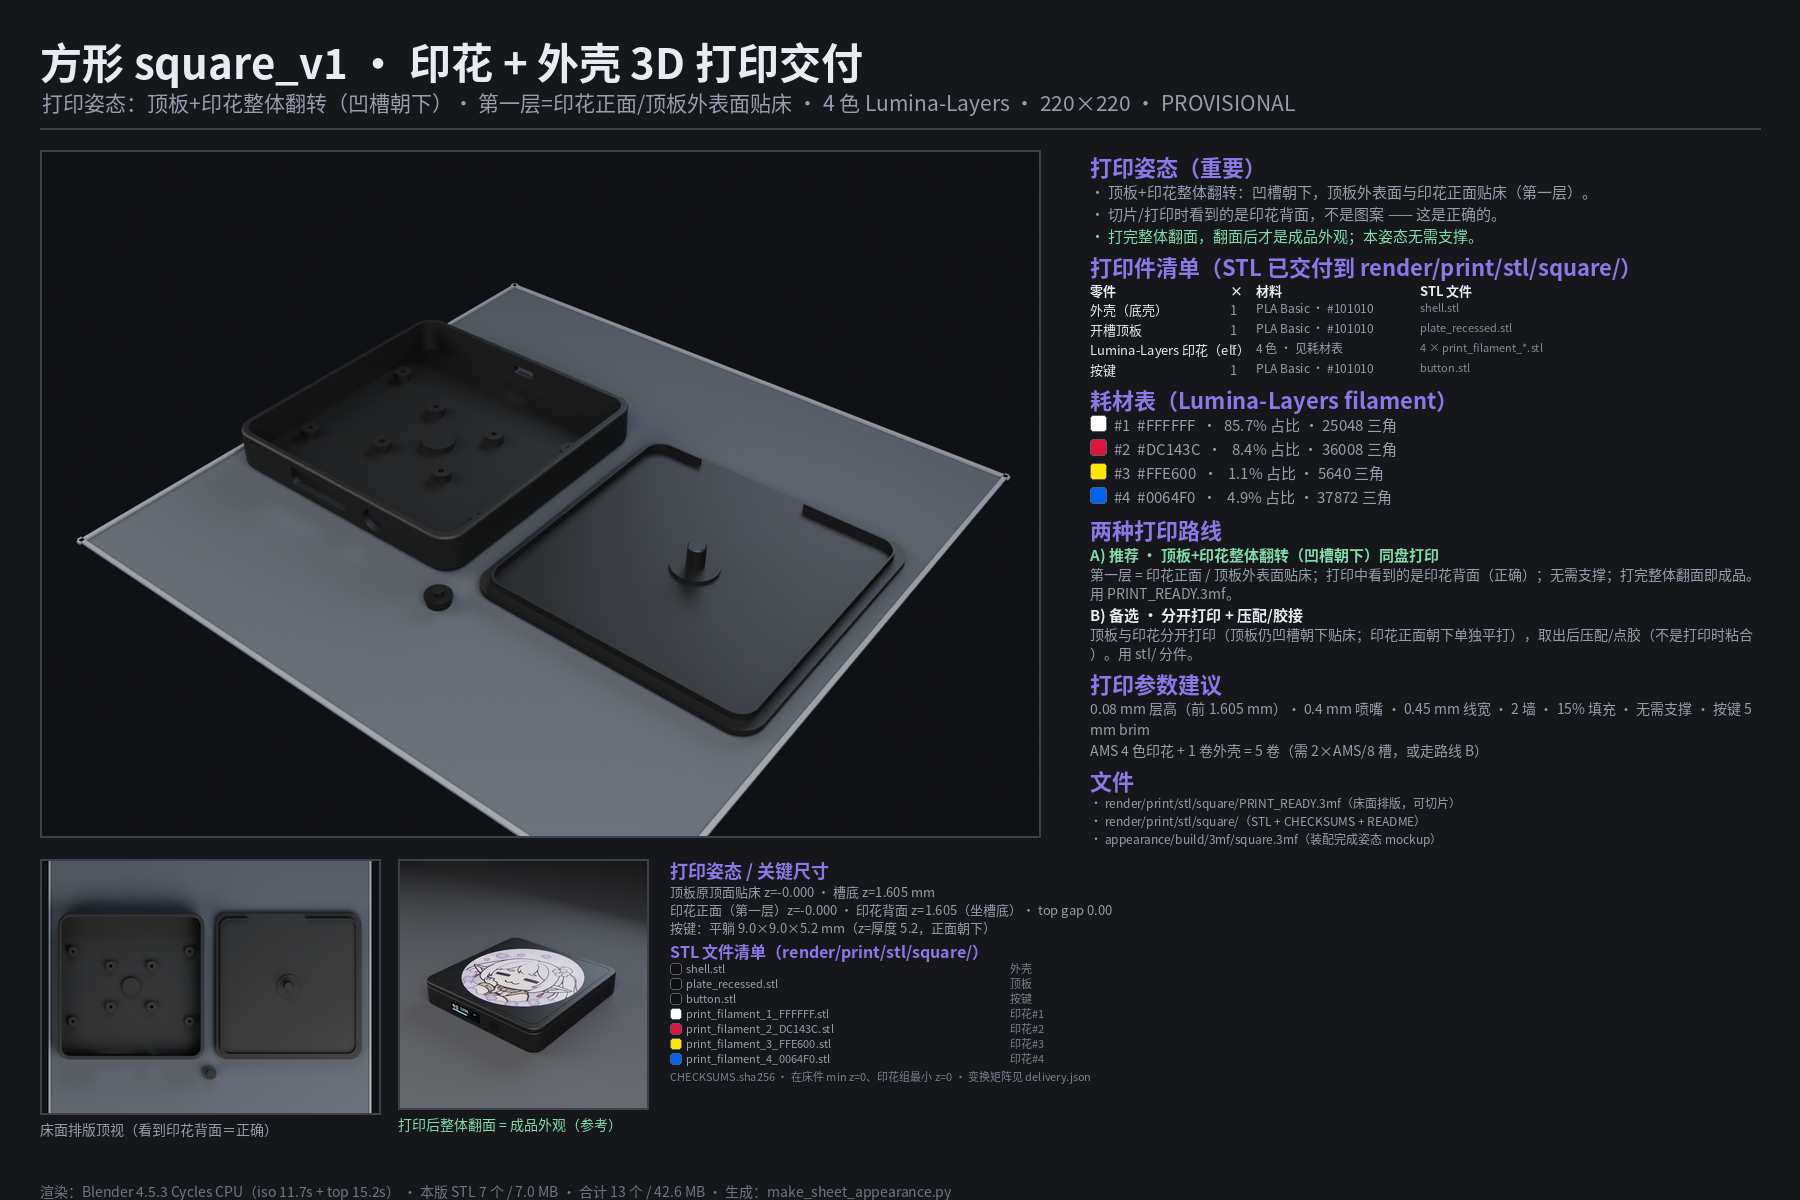 方形 square_v1 · 印花 + 外壳 3D 打印交付
打印姿态：顶板+印花整体翻转（凹槽朝下） · 第一层=印花正面/顶板外表面贴床 · 4 色 Lumina-Layers · 220×220 · PROVISIONAL
打印姿态（重要）
· 顶板+印花整体翻转：凹槽朝下，顶板外表面与印花正面贴床（第一层）。
· 切片/打印时看到的是印花背面，不是图案 —— 这是正确的。
· 打完整体翻面，翻面后才是成品外观；本姿态无需支撑。
打印件清单（STL 已交付到 render/print/stl/square/）
零件 × 材料 STL 文件
外壳（底壳） 1 PLA Basic · #101010 shell.stl
开槽顶板 1 PLA Basic · #101010 plate_recessed.stl
Lumina-Layers 印花（elf） 4 色 · 见耗材表 4 × print_filament_*.stl
按键 1 PLA Basic · #101010 button.stl
耗材表（Lumina-Layers filament）
#1 #FFFFFF · 85.7% 占比 · 25048 三角
#2 #DC143C · 8.4% 占比 · 36008 三角
#3 #FFE600 · 1.1% 占比 · 5640 三角
#4 #0064F0 · 4.9% 占比 · 37872 三角
两种打印路线
A) 推荐 · 顶板+印花整体翻转（凹槽朝下）同盘打印
第一层 = 印花正面 / 顶板外表面贴床；打印中看到的是印花背面（正确）；无需支撑；打完整体翻面即成品。
用 PRINT_READY.3mf。
B) 备选 · 分开打印 + 压配/胶接
顶板与印花分开打印（顶板仍凹槽朝下贴床；印花正面朝下单独平打），取出后压配/点胶（不是打印时粘合
）。用 stl/ 分件。
打印参数建议
0.08 mm 层高（前 1.605 mm） · 0.4 mm 喷嘴 · 0.45 mm 线宽 · 2 墙 · 15% 填充 · 无需支撑 · 按键 5
mm brim
AMS 4 色印花 + 1 卷外壳 = 5 卷（需 2×AMS/8 槽，或走路线 B）
文件
· render/print/stl/square/PRINT_READY.3mf（床面排版，可切片）
· render/print/stl/square/（STL + CHECKSUMS + README）
· appearance/build/3mf/square.3mf（装配完成姿态 mockup）
打印姿态 / 关键尺寸
顶板原顶面贴床 z=-0.000 · 槽底 z=1.605 mm
印花正面（第一层）z=-0.000 · 印花背面 z=1.605（坐槽底） · top gap 0.00
按键：平躺 9.0×9.0×5.2 mm（z=厚度 5.2，正面朝下）
STL 文件清单（render/print/stl/square/）
shell.stl 外壳
plate_recessed.stl 顶板
button.stl 按键
print_filament_1_FFFFFF.stl 印花#1
print_filament_2_DC143C.stl 印花#2
print_filament_3_FFE600.stl 印花#3
print_filament_4_0064F0.stl 印花#4
CHECKSUMS.sha256 · 在床件 min z=0、印花组最小 z=0 · 变换矩阵见 delivery.json
床面排版顶视（看到印花背面＝正确）
打印后整体翻面 = 成品外观（参考）
渲染：Blender 4.5.3 Cycles CPU（iso 11.7s + top 15.2s） · 本版 STL 7 个 / 7.0 MB · 合计 13 个 / 42.6 MB · 生成：make_sheet_appearance.py